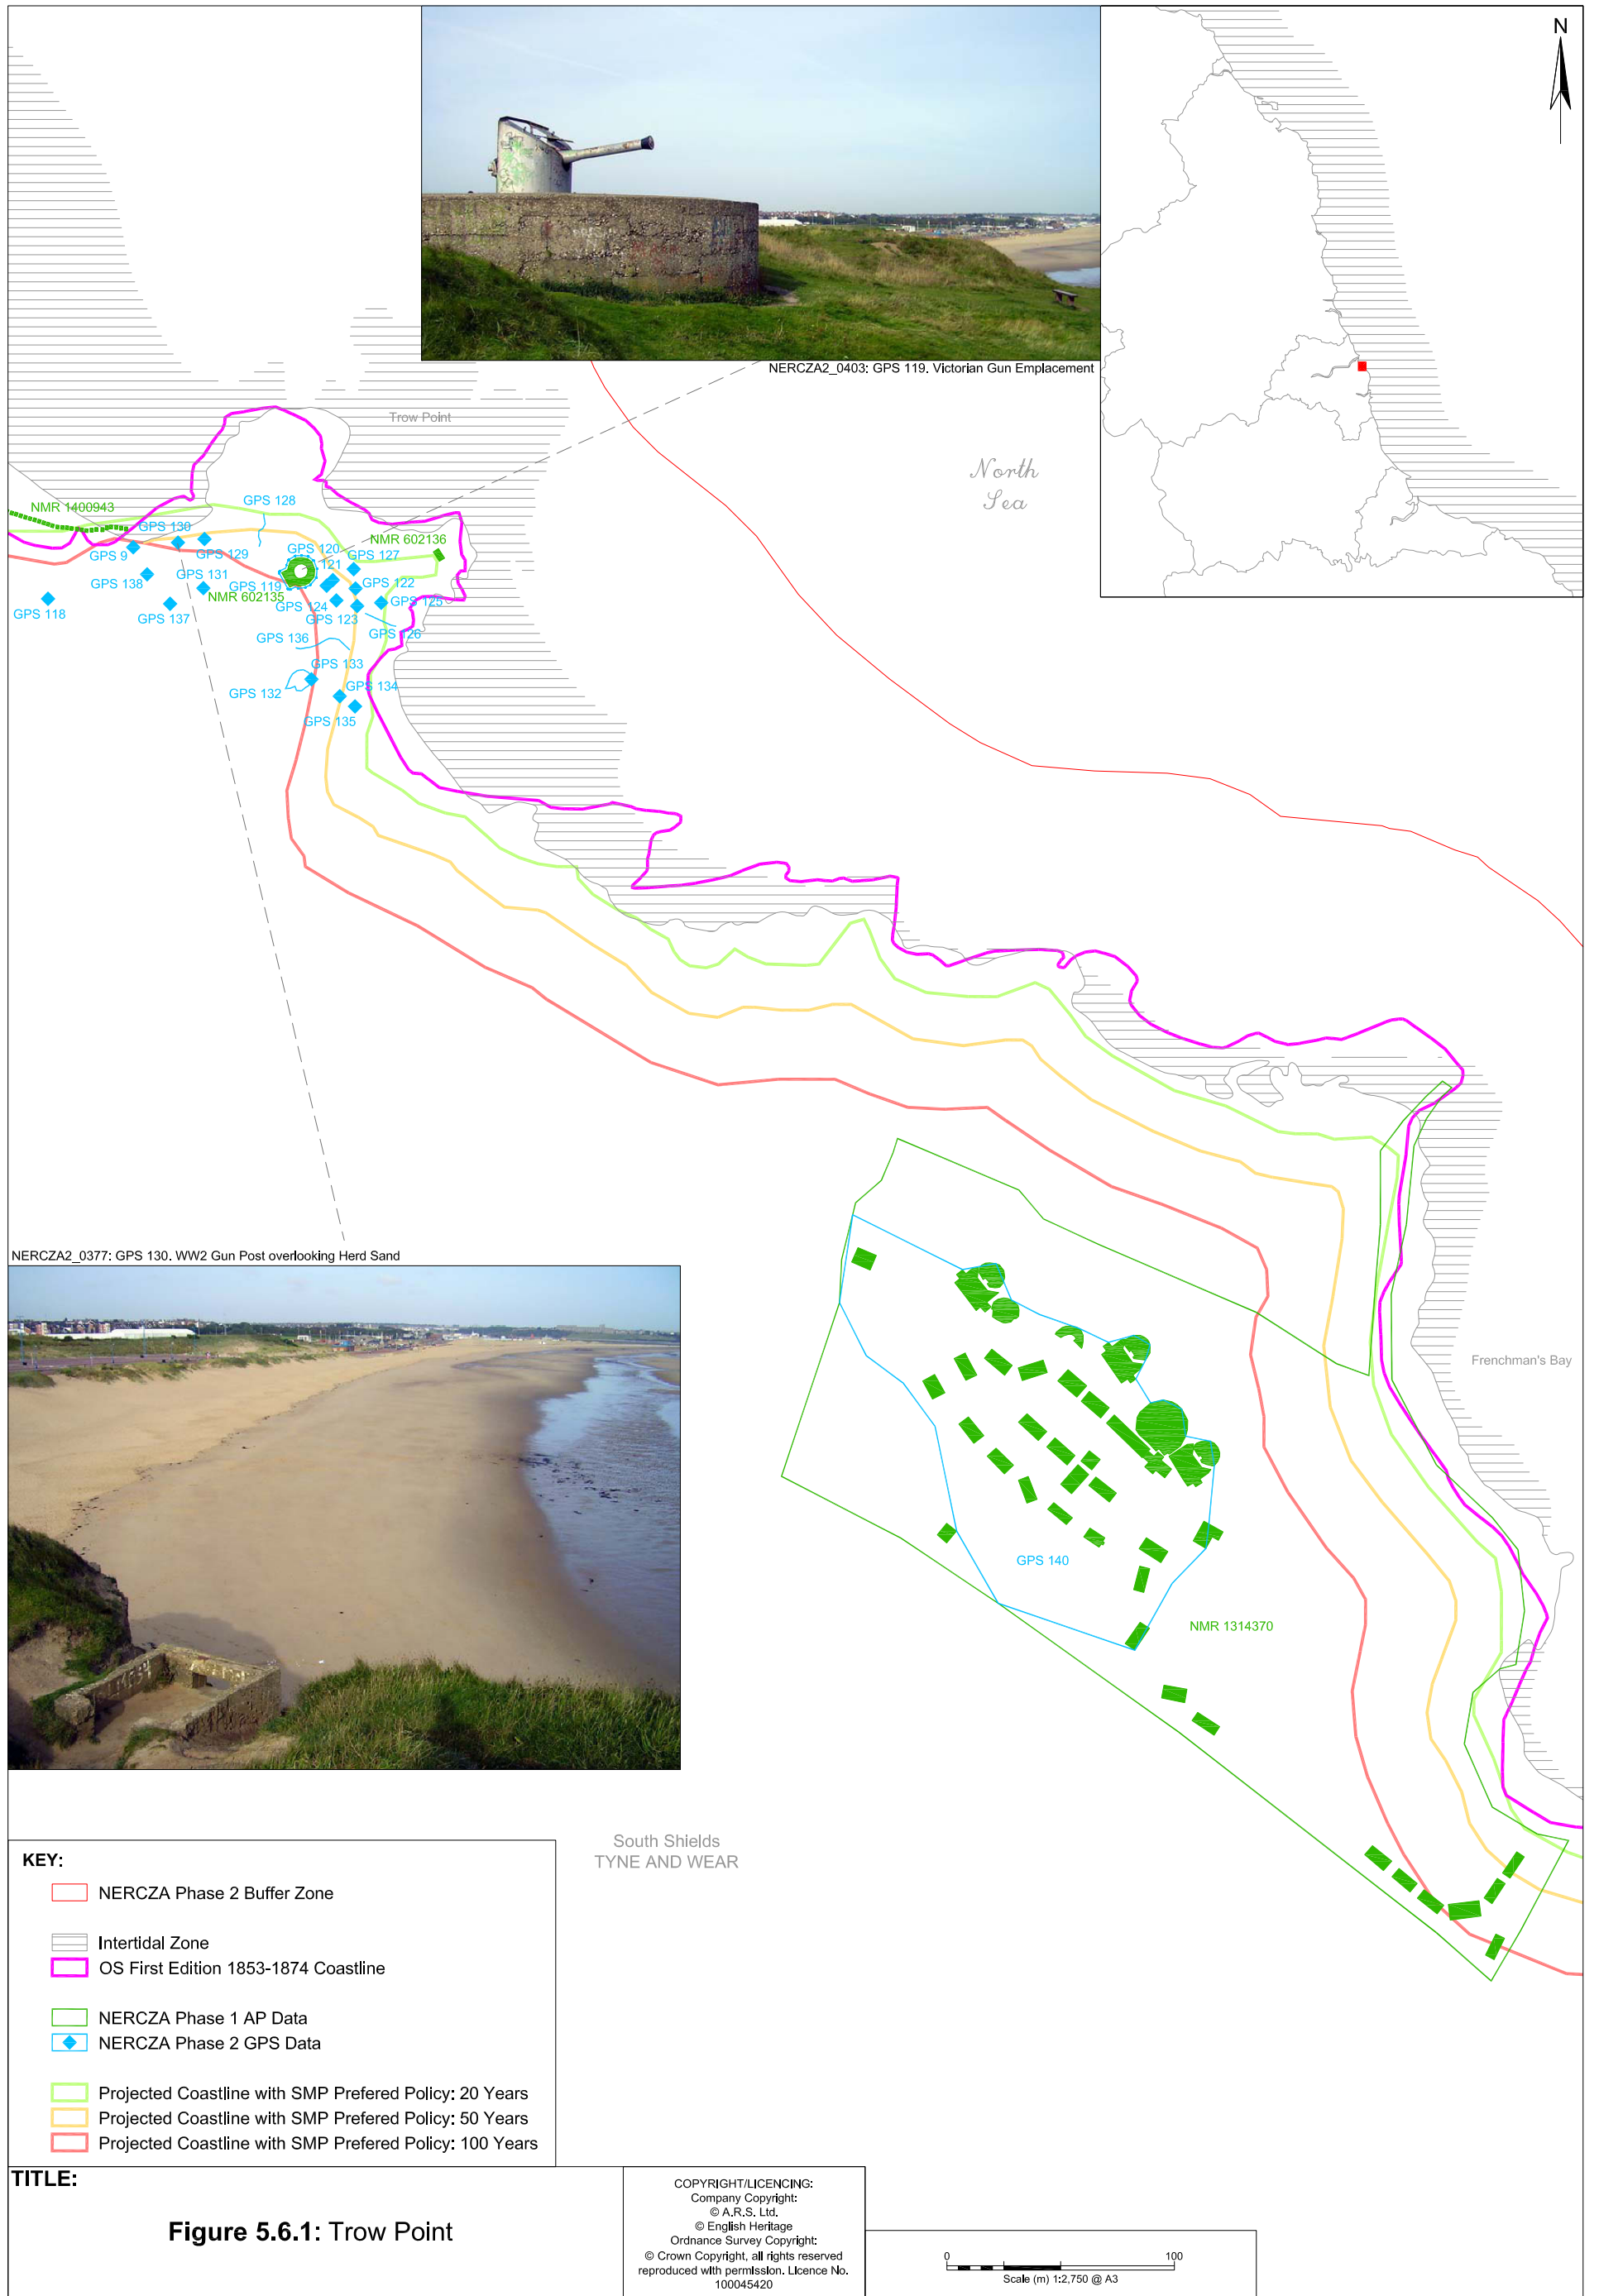 N
NERCZA2_0403: GPS 119. Victorian Gun Emplacement
Trow Point
North
Sea
NMR 1400943
GPS 128
GPS 130
GPS 9
GPS 129
GPS 120
NMR 602136
GPS 127
121
GPS 138
GPS 131
GPS 119
GPS 122
NMR 602135
GPS 118
GPS 137
GPS 124
GPS 125
GPS 123
GPS 126
GPS 136
GPS 133
GPS 132
GPS 134
GPS 135
NERCZA2_0377: GPS 130. WW2 Gun Post overlooking Herd Sand
Frenchman's Bay
GPS 140
NMR 1314370
South Shields
TYNE AND WEAR
KEY:
NERCZA Phase 2 Buffer Zone
Intertidal Zone
OS First Edition 1853-1874 Coastline
NERCZA Phase 1 AP Data
NERCZA Phase 2 GPS Data
Projected Coastline with SMP Prefered Policy: 20 Years
Projected Coastline with SMP Prefered Policy: 50 Years
Projected Coastline with SMP Prefered Policy: 100 Years
TITLE:
Figure 5.6.1: Trow Point
COPYRIGHT/LICENCING:
Company Copyright:
© A.R.S. Ltd.
© English Heritage
Ordnance Survey Copyright:
© Crown Copyright, all rights reserved
reproduced with permission. Licence No.
100045420
0 100
Scale (m) 1:2,750 @ A3